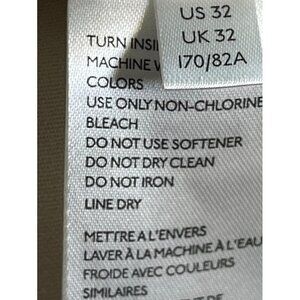 US 32
UK 32
170/82A
TURN INSI
MACHINE W
COLORS
USE ONLY NON-CHLORINE
BLEACH
DO NOT USE SOFTENER
DO NOT DRY CLEAN
DO NOT IRON
LINE DRY
METTRE A L'ENVERS
LAVER À LA MACHINE À L'EAU
FROIDE AVEC COULEURS
SIMILAIRES